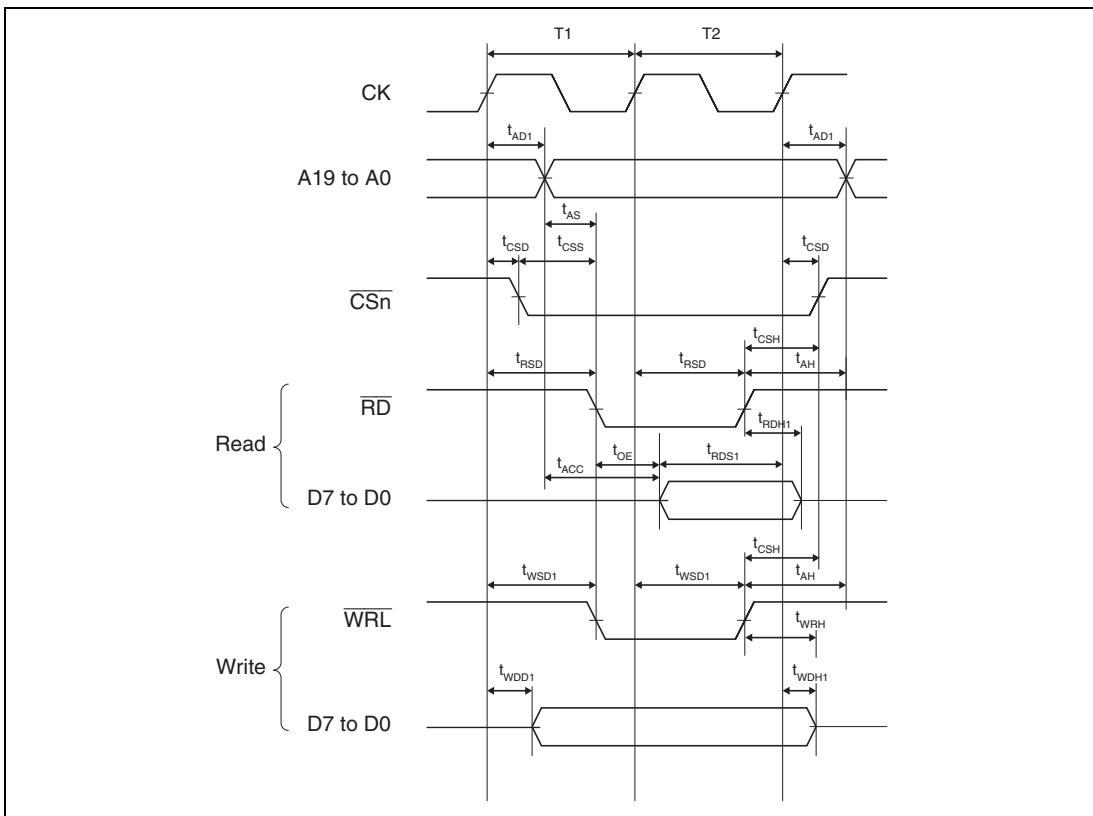 T1 T2
CK
tAD1 tAD1
A19 to A0
tAS
tCSD tCSS tCSD
CSn
tCSH
tRSD tRSD tAH
RD
tRDH1
Read
tOE tRDS1
tACC
D7 to D0
tCSH
tWSD1 tWSD1 tAH
WRL
tWRH
Write
tWDD1 tWDH1
D7 to D0